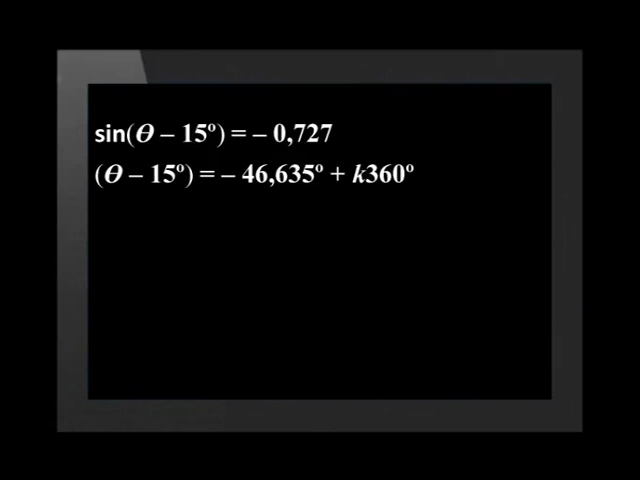 sin(θ – 15º) = – 0,727
(θ – 15º) = – 46,635º + k360º